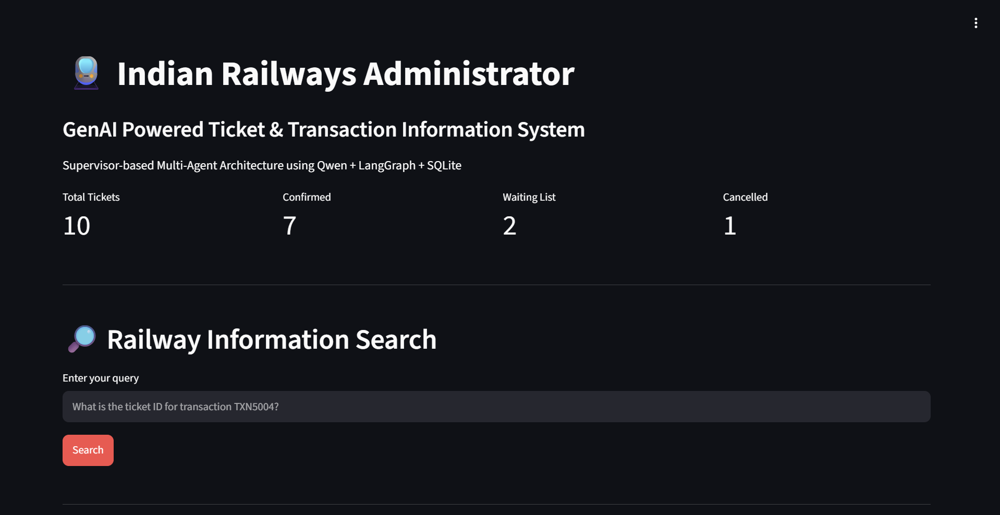 Indian Railways Administrator
GenAI Powered Ticket & Transaction Information System
Supervisor-based Multi-Agent Architecture using Qwen + LangGraph + SQLite
Total Tickets
10
Confirmed
7
Waiting List
2
Cancelled
1
Railway Information Search
Enter your query
What is the ticket ID for transaction TXN5004?
Search